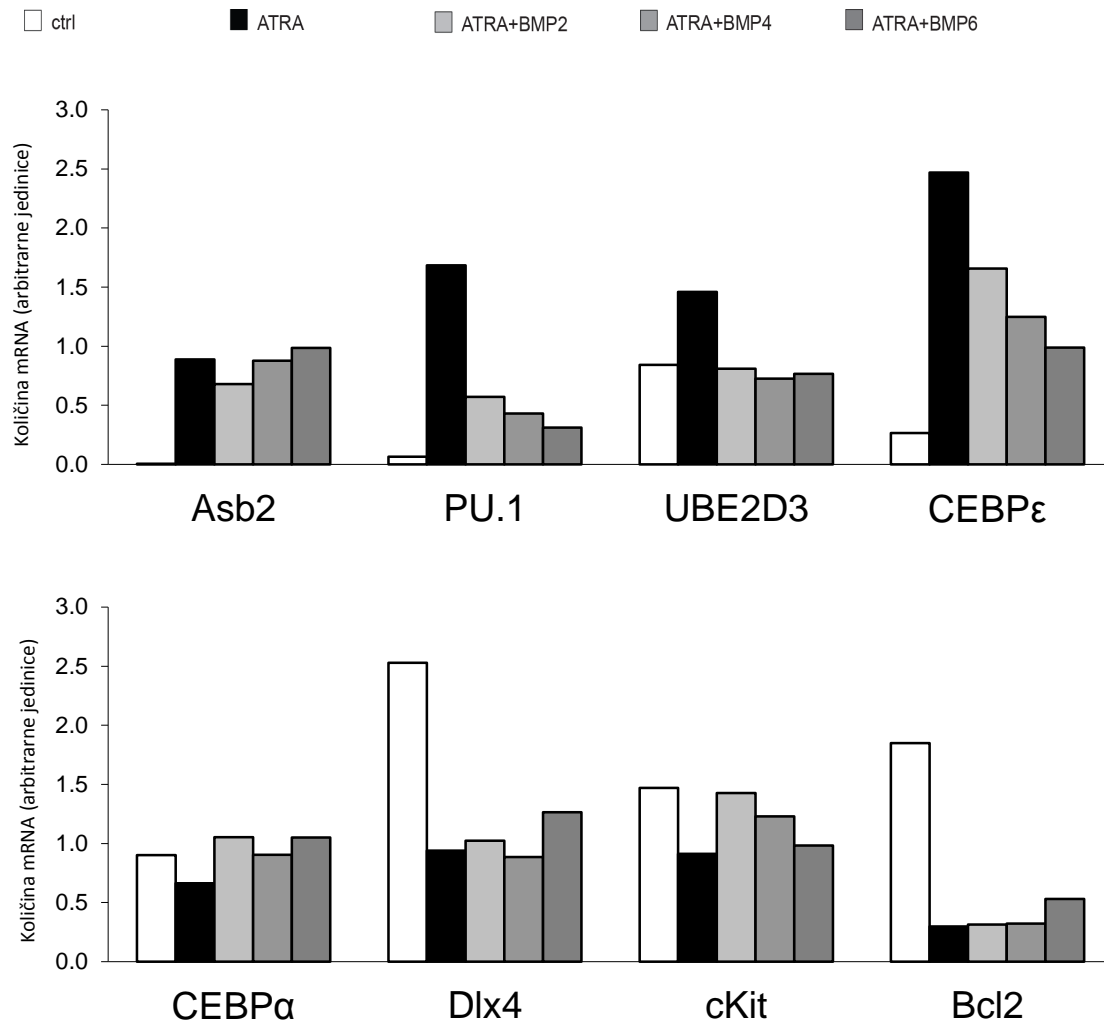 ctrl ATRA ATRA+BMP2 ATRA+BMP4 ATRA+BMP6
Količina mRNA (arbitrarne jedinice)
3.0
2.5
2.0
1.5
1.0
0.5
0.0
Asb2 PU.1 UBE2D3 CEBPε
Količina mRNA (arbitrarne jedinice)
3.0
2.5
2.0
1.5
1.0
0.5
0.0
CEBPα Dlx4 cKit Bcl2